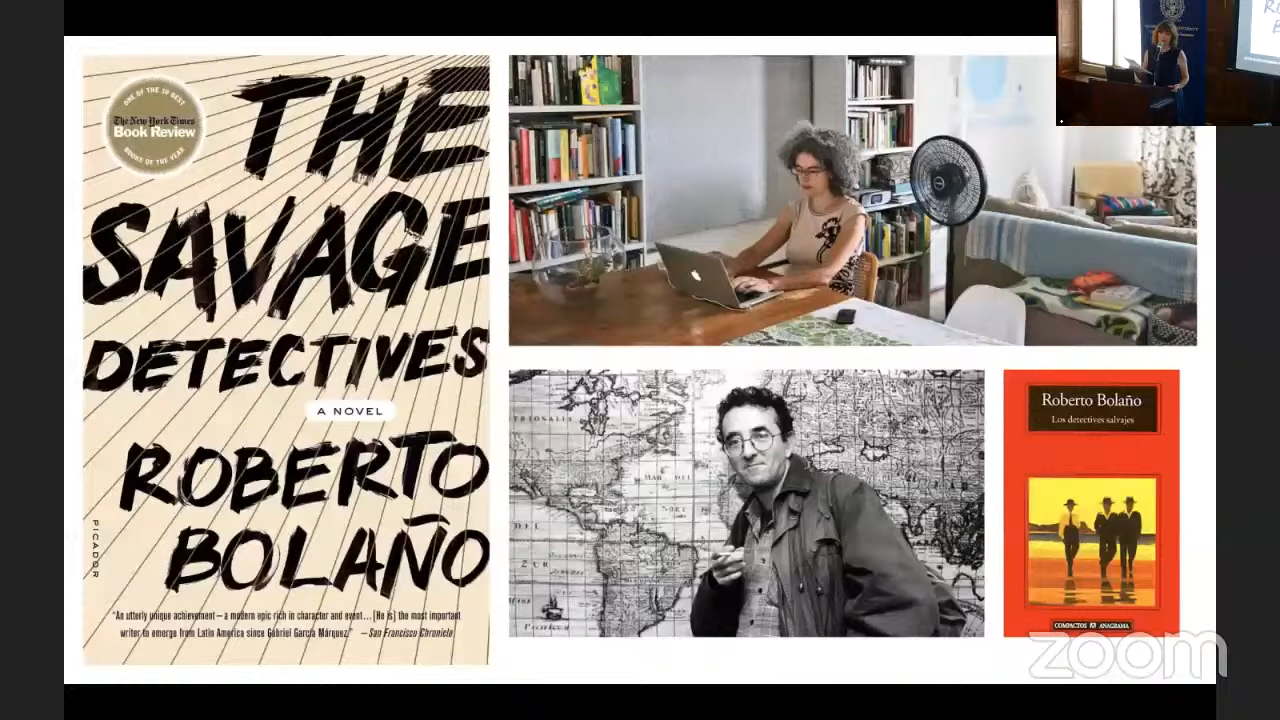 ONE OF THE 10 BEST
The New York Times
Book Review
BOOKS OF THE YEAR
THE
SAVAGE
DETECTIVES
A NOVEL
ROBERTO
BOLAÑO
PICADOR
"An utterly unique achievement—a modern epic rich in character and event...[He is] the most important
writer to emerge from Latin America since Gabriel García Márquez." —San Francisco Chronicle
MAR DEL
Roberto Bolaño
Los detectives salvajes
COMPACTOS ANAGRAMA
zoom